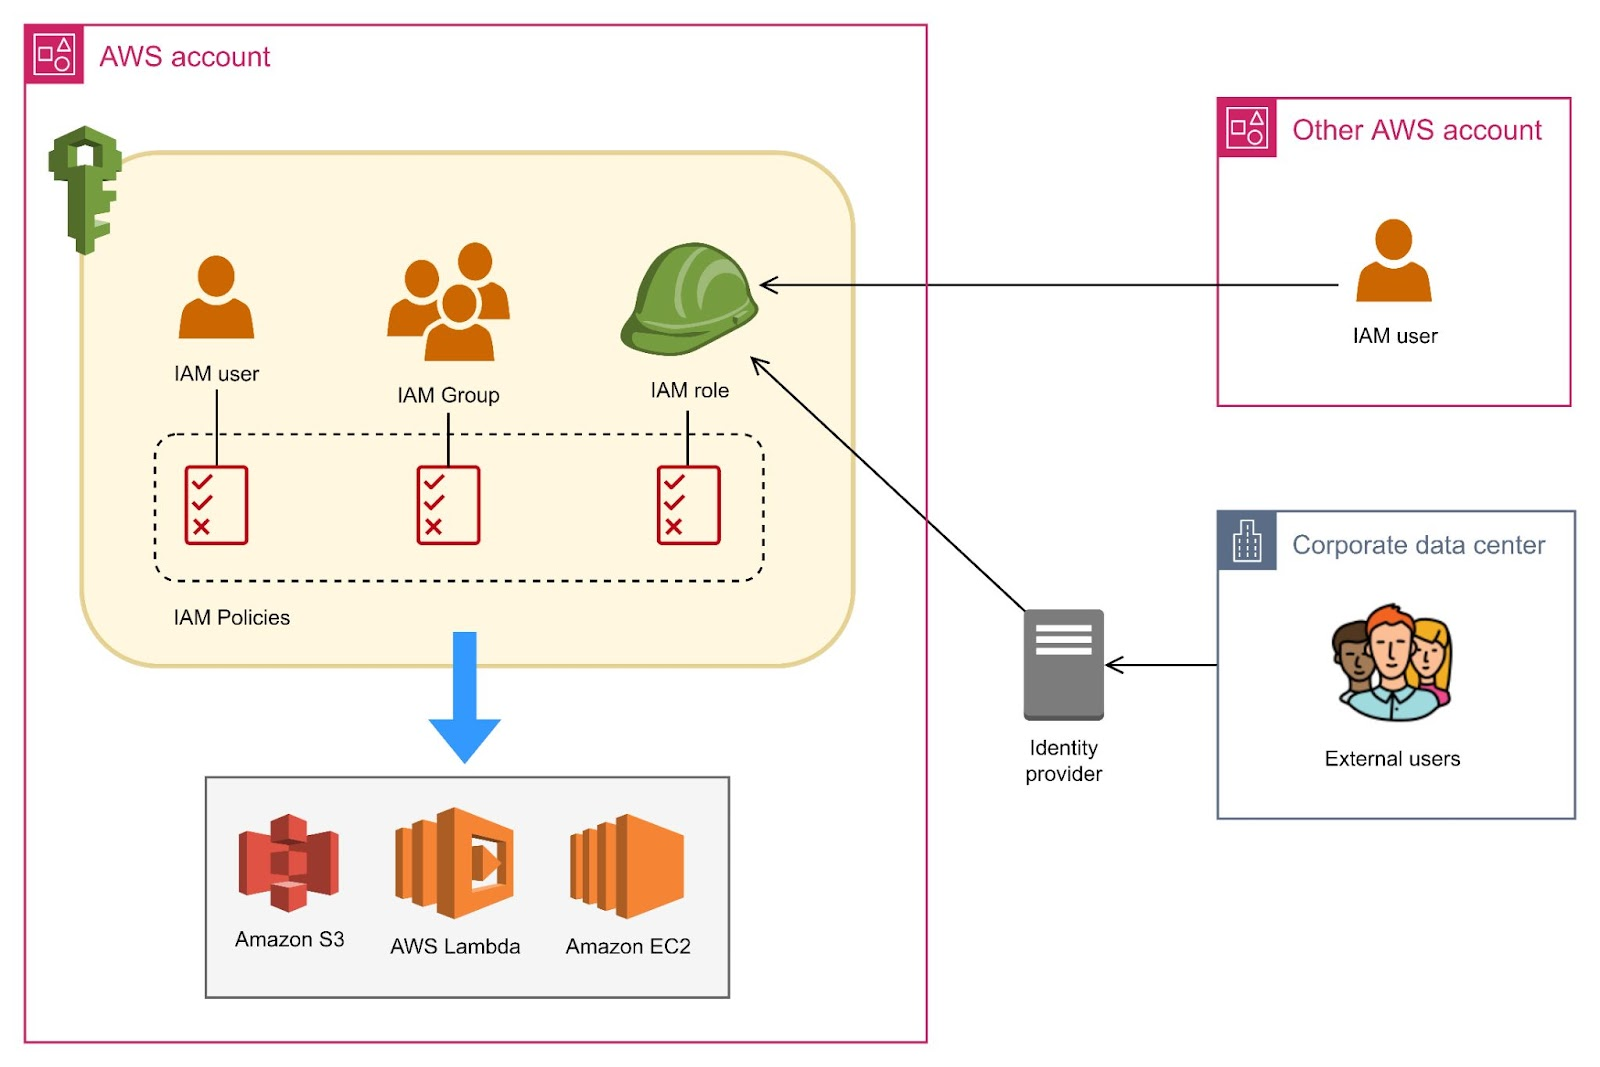 AWS account
Other AWS account
IAM user
IAM user
IAM Group
IAM role
IAM Policies
Corporate data center
External users
Identity
provider
Amazon S3
AWS Lambda
Amazon EC2